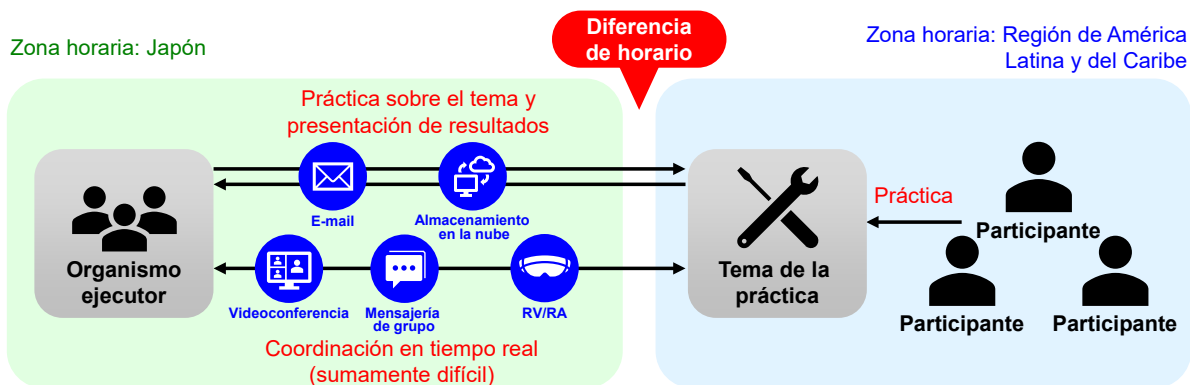 Zona horaria: Japón
Diferencia
de horario
Zona horaria: Región de América
Latina y del Caribe
Práctica sobre el tema y
presentación de resultados
E-mail
Almacenamiento
en la nube
Organismo
ejecutor
Videoconferencia
Mensajería
de grupo
RV/RA
Coordinación en tiempo real
(sumamente difícil)
Tema de la
práctica
Práctica
Participante
Participante
Participante